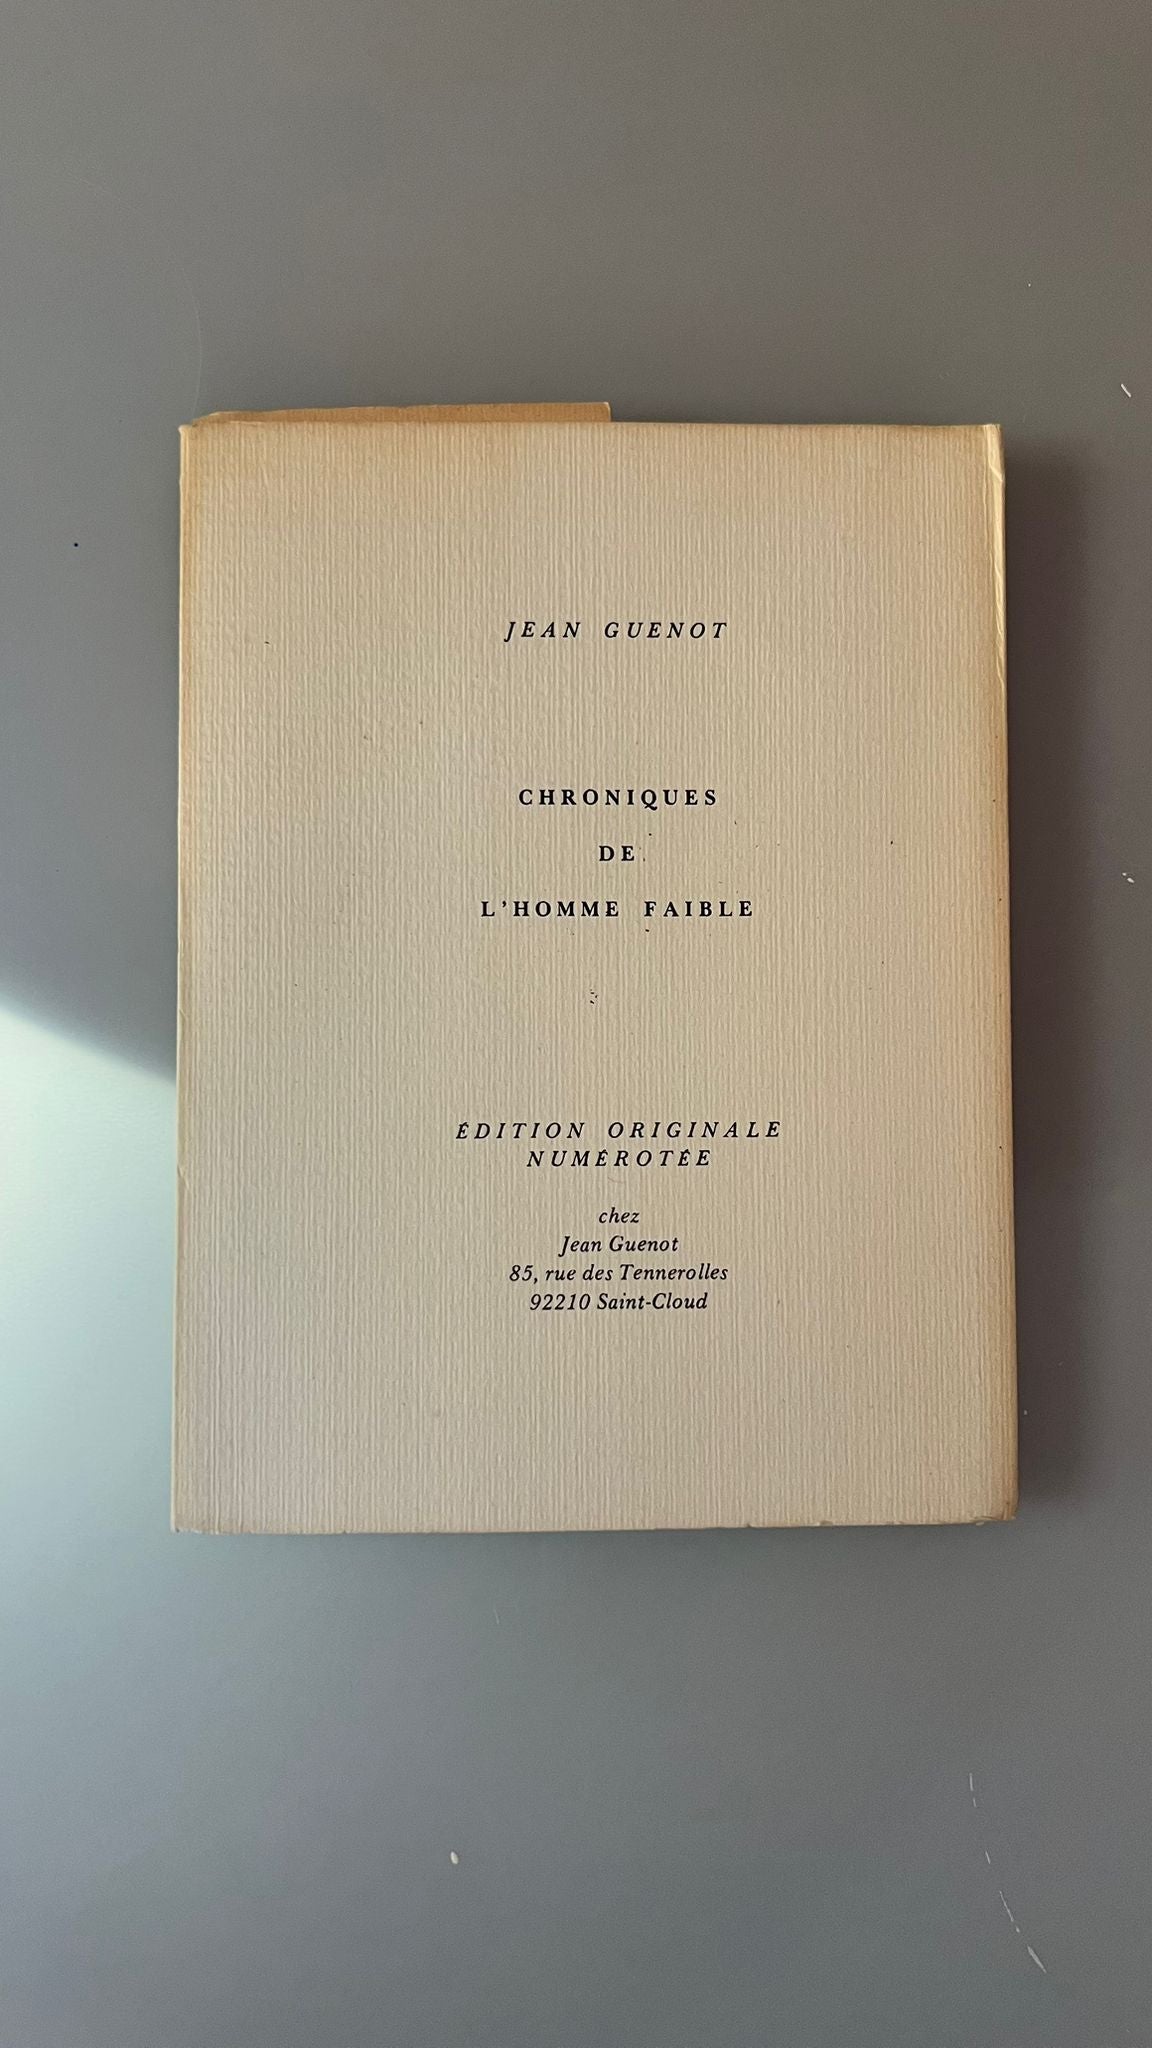 JEAN GUENOT
CHRONIQUES
DE
L'HOMME FAIBLE
ÉDITION ORIGINALE
NUMÉROTÉE
chez
Jean Guenot
85, rue des Tennerolles
92210 Saint-Cloud